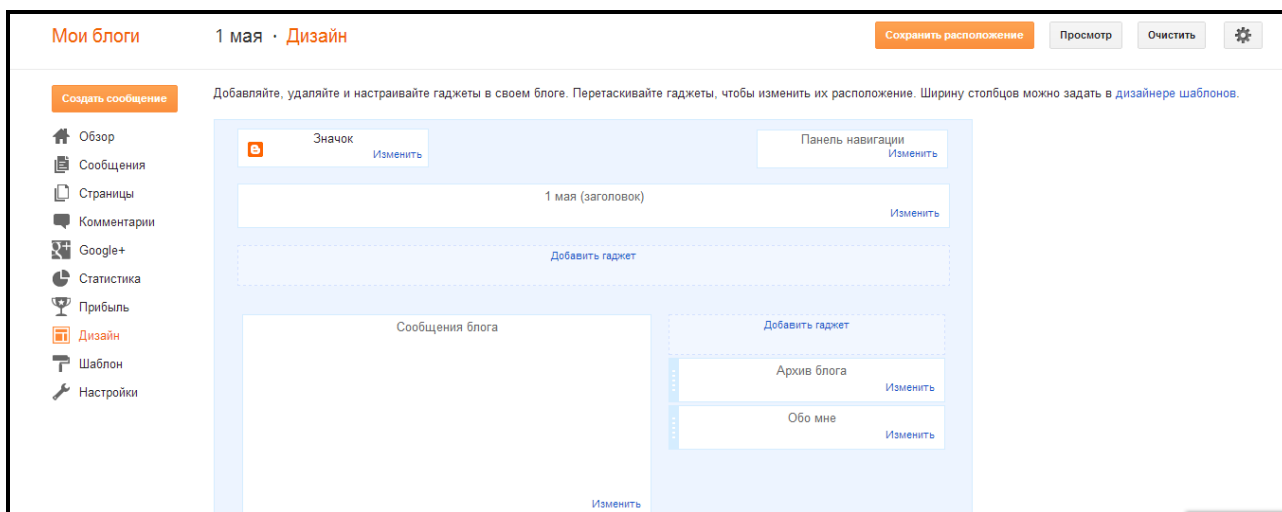 Мои блоги
1 мая · Дизайн
Сохранить расположение
Просмотр
Очистить
Создать сообщение
Обзор
Сообщения
Страницы
Комментарии
Google+
Статистика
Прибыль
Дизайн
Шаблон
Настройки
Добавляйте, удаляйте и настраивайте гаджеты в своем блоге. Перетаскивайте гаджеты, чтобы изменить их расположение. Ширину столбцов можно задать в дизайнере шаблонов.
Значок
Изменить
Панель навигации
Изменить
1 мая (заголовок)
Изменить
Добавить гаджет
Сообщения блога
Изменить
Добавить гаджет
Архив блога
Изменить
Обо мне
Изменить